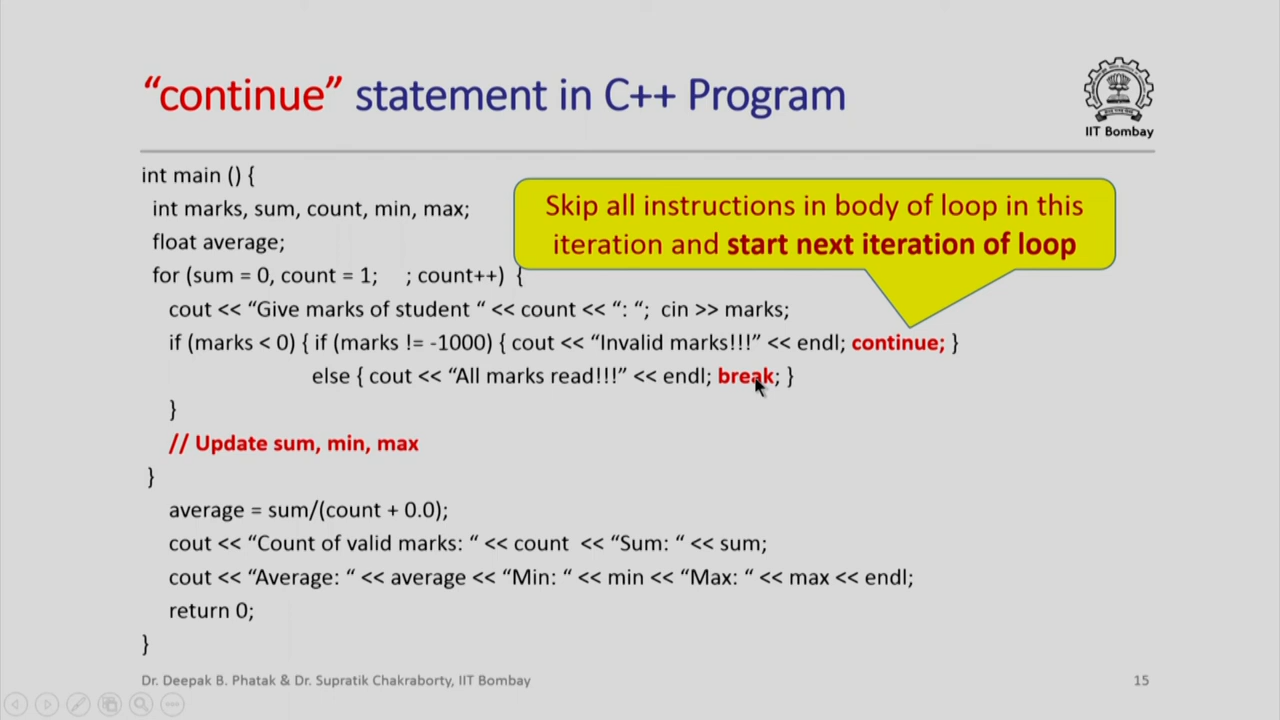 “continue” statement in C++ Program
IIT Bombay
int main () {
int marks, sum, count, min, max;
float average;
for (sum = 0, count = 1; ; count++) {
Skip all instructions in body of loop in this
iteration and start next iteration of loop
cout << “Give marks of student “ << count << “: “; cin >> marks;
if (marks < 0) { if (marks != -1000) { cout << “Invalid marks!!!” << endl; continue; }
else { cout << “All marks read!!!” << endl; break; }
}
// Update sum, min, max
}
average = sum/(count + 0.0);
cout << “Count of valid marks: “ << count << “Sum: “ << sum;
cout << “Average: “ << average << “Min: “ << min << “Max: “ << max << endl;
return 0;
}
Dr. Deepak B. Phatak & Dr. Supratik Chakraborty, IIT Bombay
15